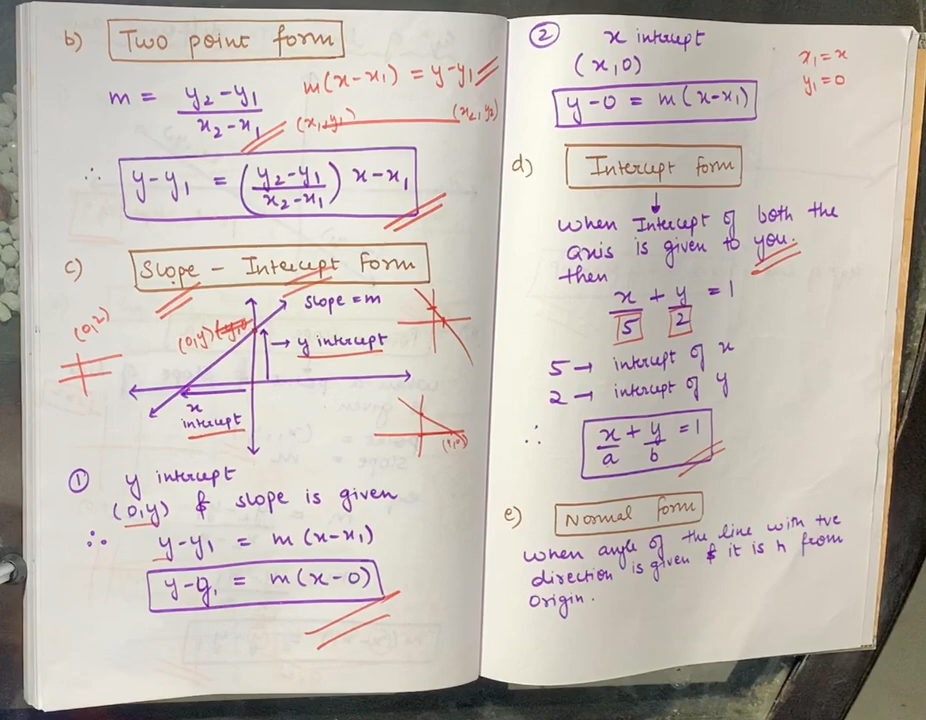 b) Two point form
m = (y₂-y₁)/(x₂-x₁)
m(x-x₁) = y-y₁
(x₁,y₁) (x₂,y₂)
∴ y-y₁ = ((y₂-y₁)/(x₂-x₁)) x-x₁
c) Slope - Intercept form
slope = m
(0,2)
(0,y)
→ y intercept
x
intercept
① y intercept
(0,y) & slope is given
∴ y-y₁ = m(x-x₁)
y-y₁ = m(x-0)
② x intercept
(x,0)
x₁ = x
y₁ = 0
y-0 = m(x-x₁)
d) Intercept form
↓
when Intercept of both the
axis is given to you.
then
x/5 + y/2 = 1
5 → intercept of x
2 → intercept of y
∴ x/a + y/b = 1
e) Normal form
when angle of the line with +ve
direction is given & it is h from
Origin.